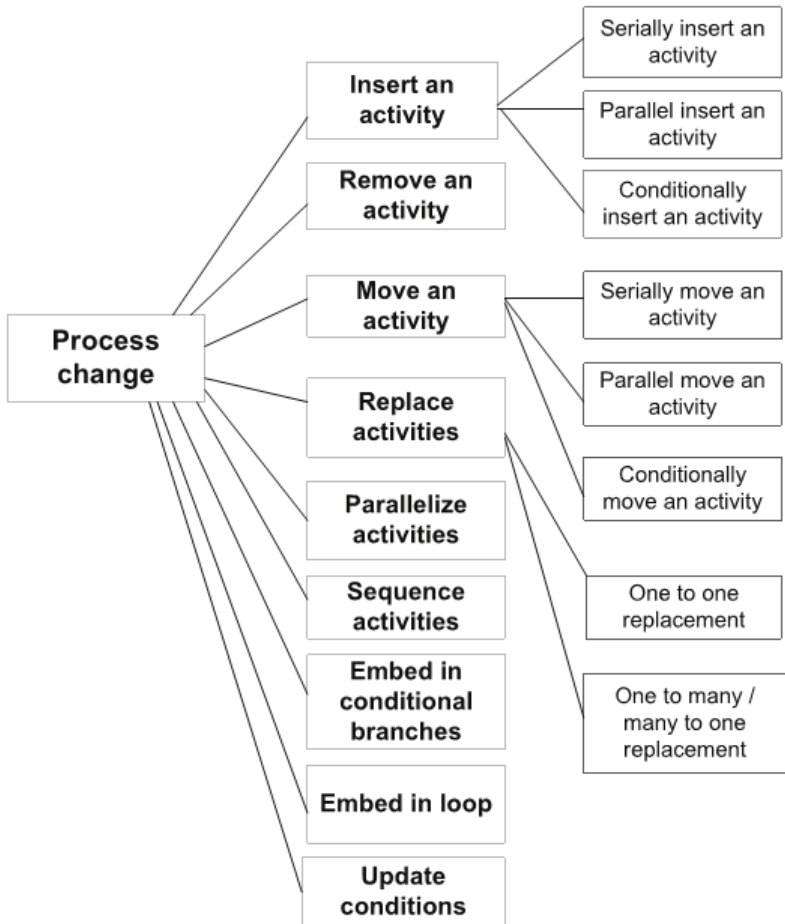 Process
change
Insert an
activity
Remove an
activity
Move an
activity
Replace
activities
Parallelize
activities
Sequence
activities
Embed in
conditional
branches
Embed in loop
Update
conditions
Serially insert an
activity
Parallel insert an
activity
Conditionally
insert an activity
Serially move an
activity
Parallel move an
activity
Conditionally
move an activity
One to one
replacement
One to many /
many to one
replacement